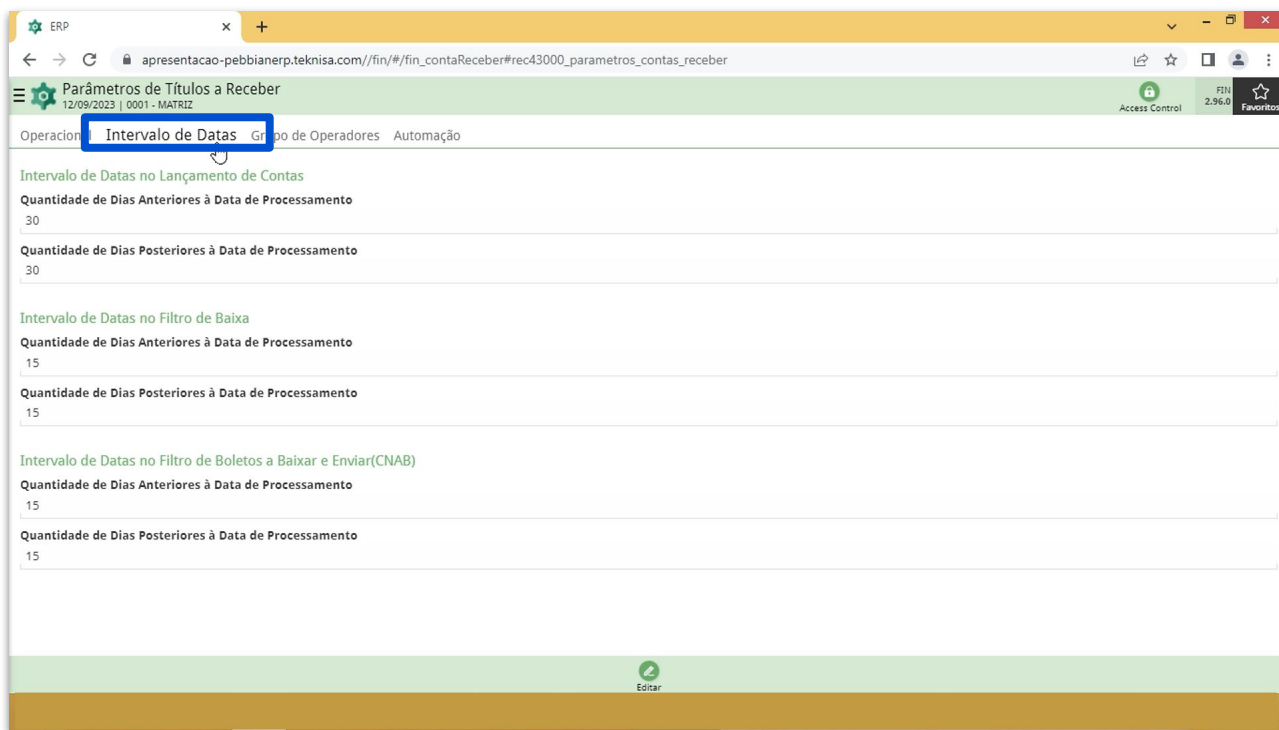 ERP
apresentacao-pebbianerp.teknisa.com//fin/#/fin_contaReceber#rec43000_parametros_contas_receber
Parâmetros de Títulos a Receber
12/09/2023 | 0001 - MATRIZ
Access Control
FIN
2.96.0
Favoritos
Operacional Intervalo de Datas Grupo de Operadores Automação
Intervalo de Datas no Lançamento de Contas
Quantidade de Dias Anteriores à Data de Processamento
30
Quantidade de Dias Posteriores à Data de Processamento
30
Intervalo de Datas no Filtro de Baixa
Quantidade de Dias Anteriores à Data de Processamento
15
Quantidade de Dias Posteriores à Data de Processamento
15
Intervalo de Datas no Filtro de Boletos a Baixar e Enviar(CNAB)
Quantidade de Dias Anteriores à Data de Processamento
15
Quantidade de Dias Posteriores à Data de Processamento
15
Editar